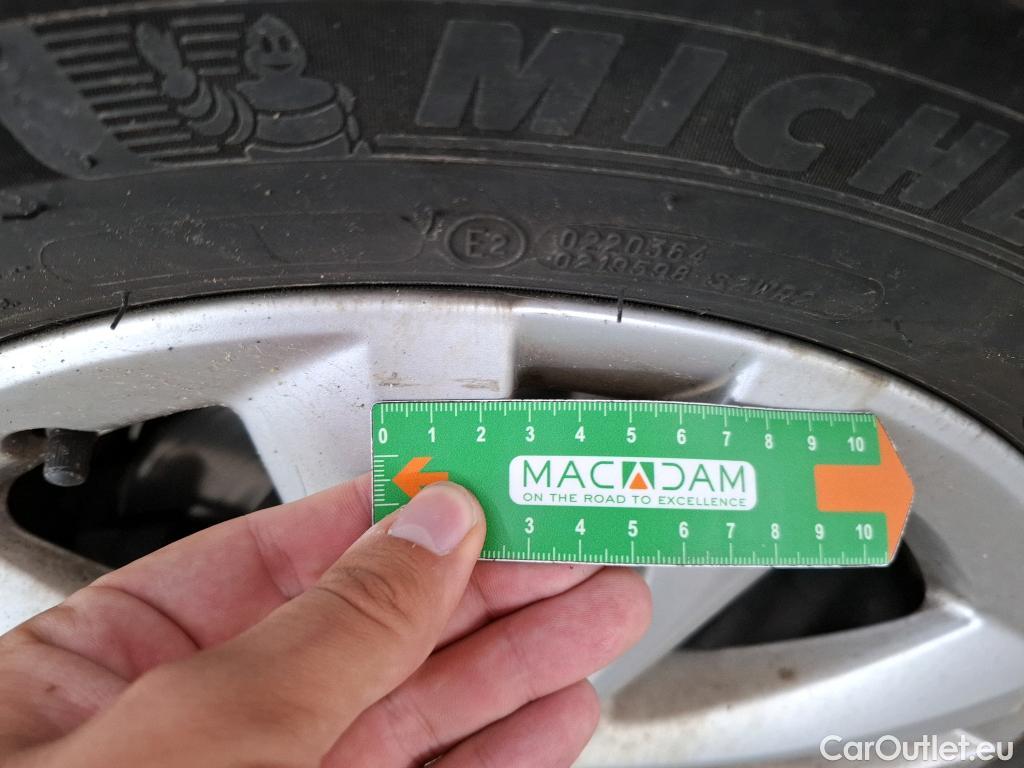 MICHE
E2 0220364
0219598 S2WR2
0 1 2 3 4 5 6 7 8 9 10
MACADAM
ON THE ROAD TO EXCELLENCE
3 4 5 6 7 8 9 10
CarOutlet.eu